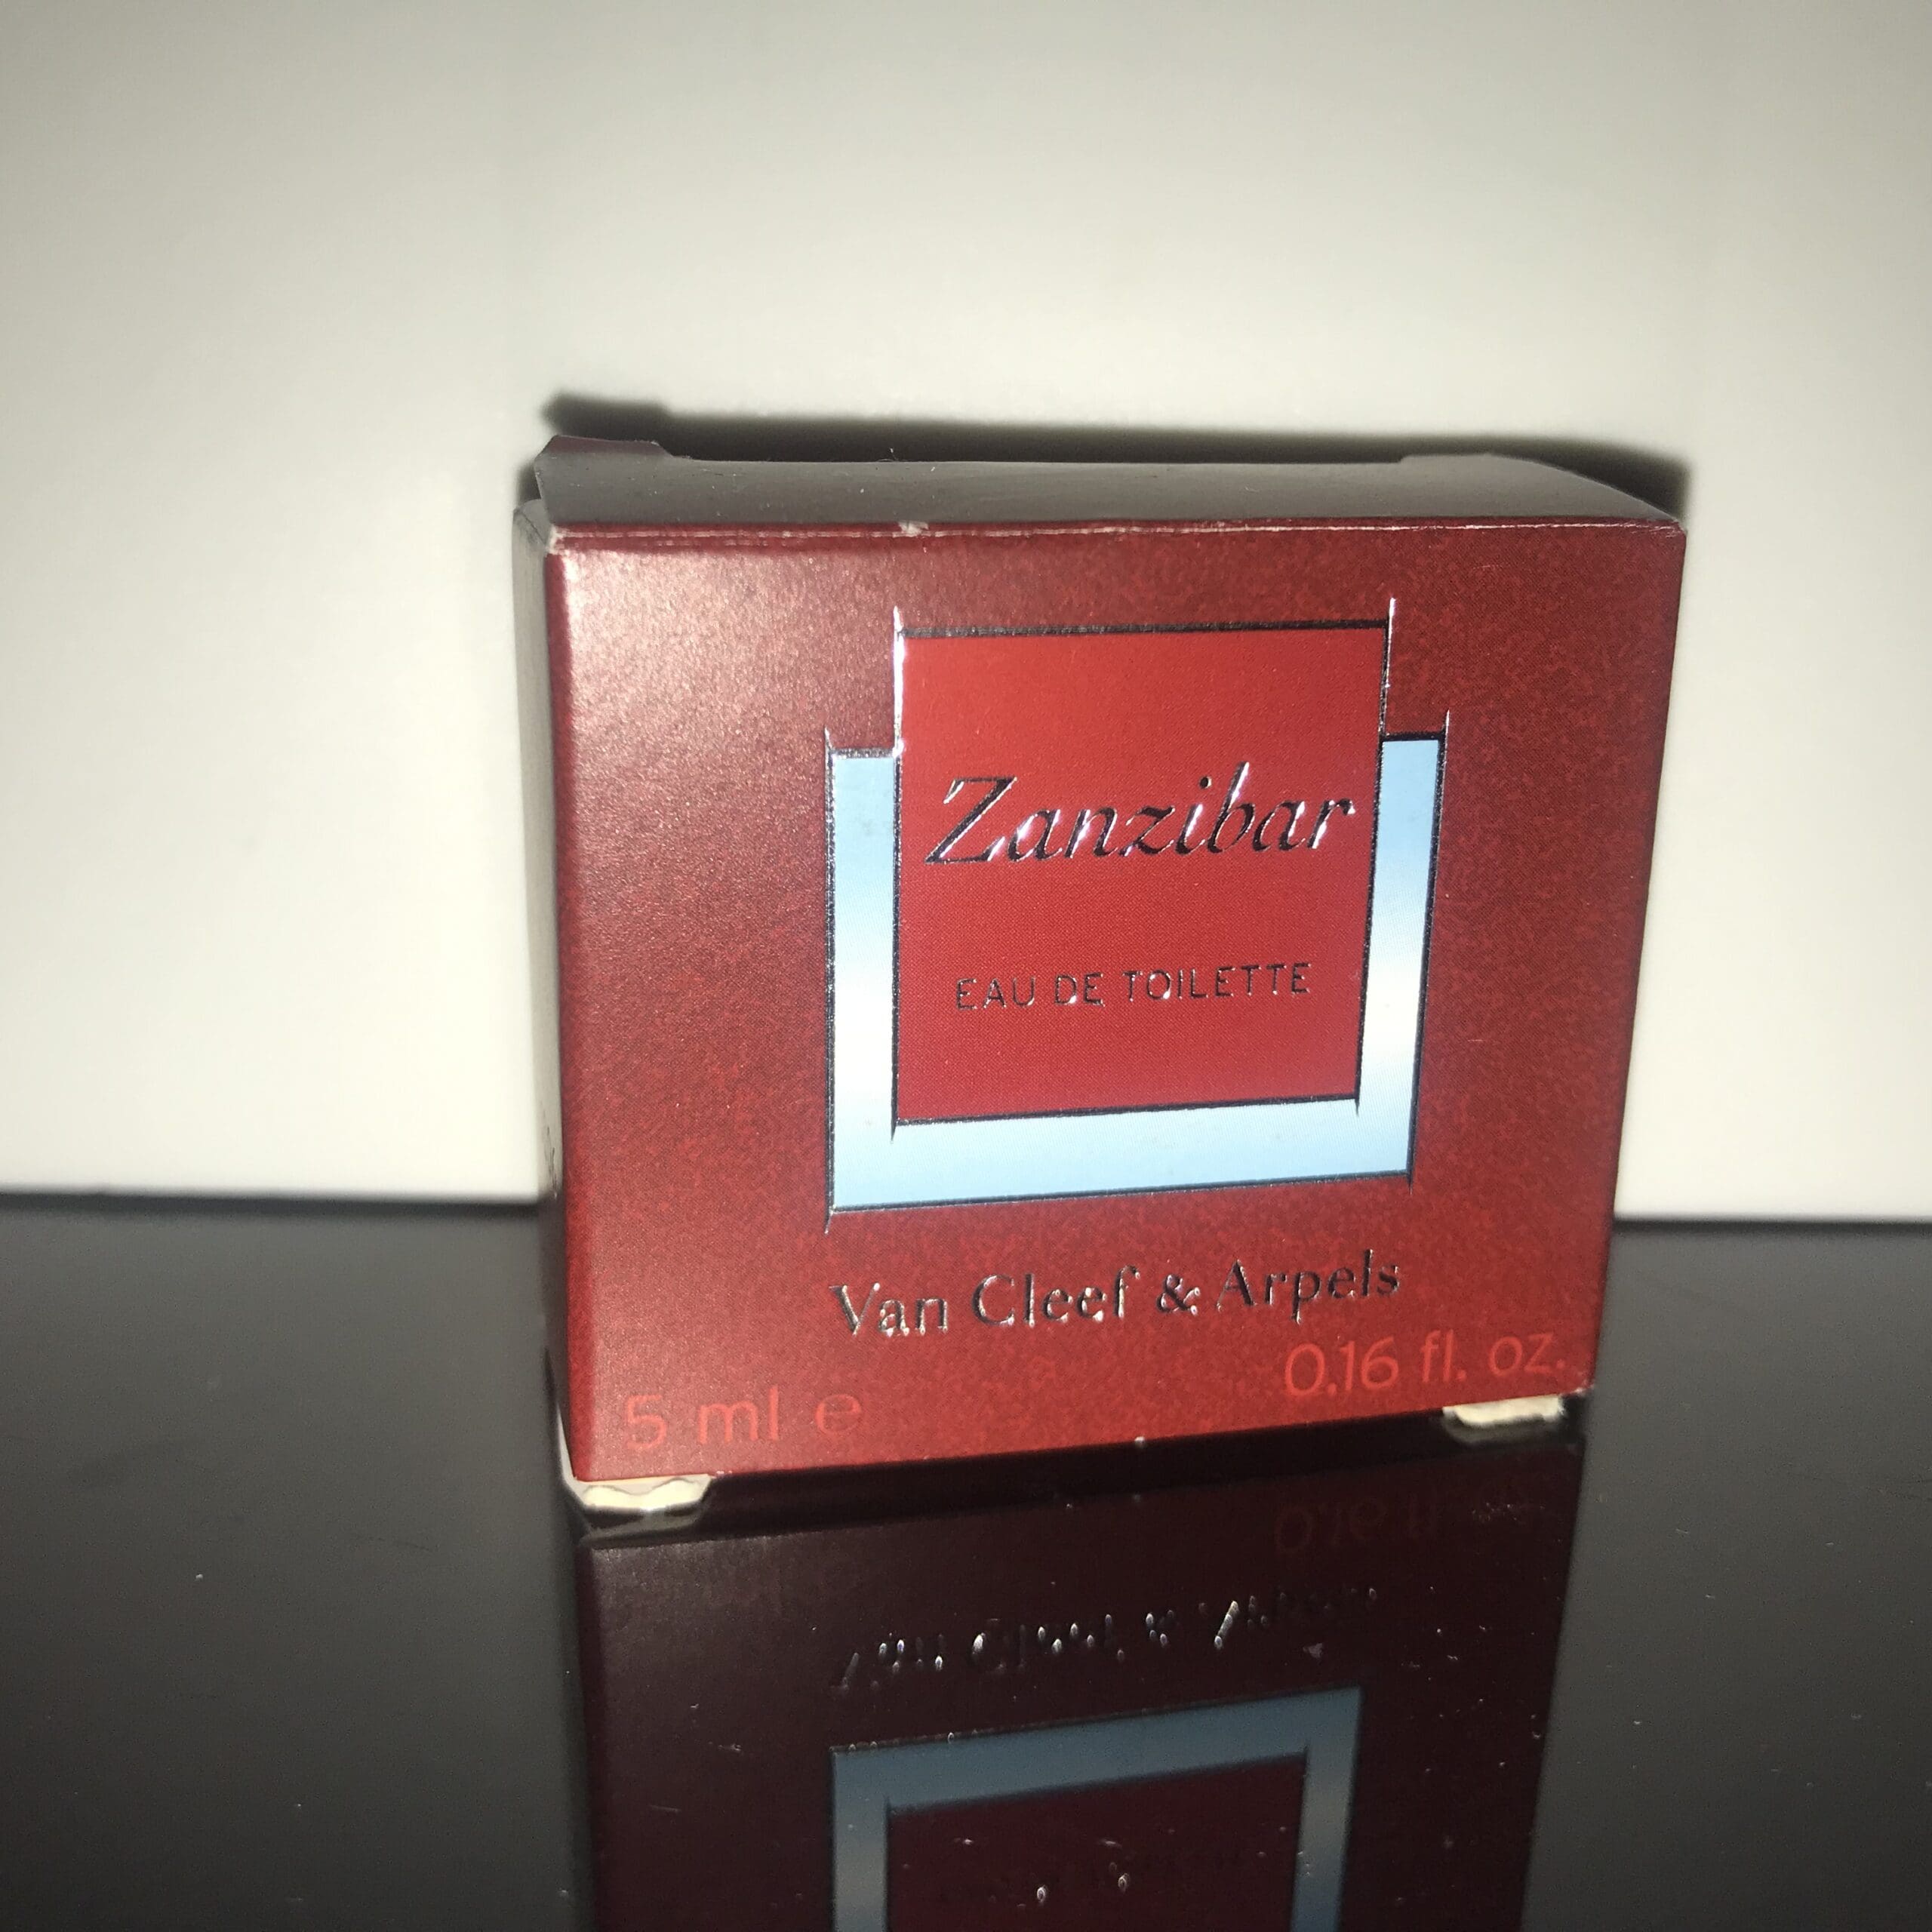 Zanzibar
EAU DE TOILETTE
Van Cleef & Arpels
5 ml e
0.16 fl. oz.